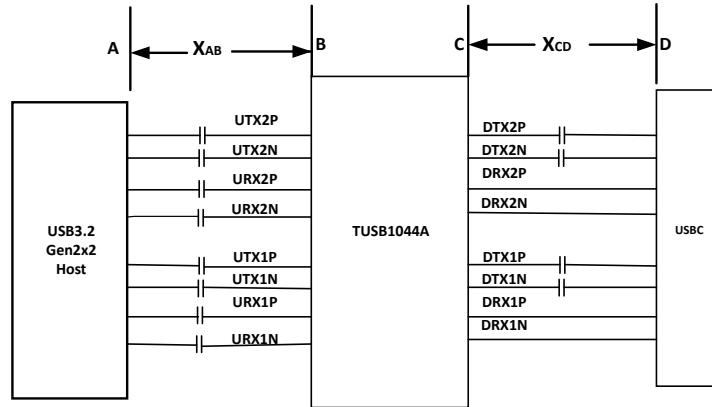 A XAB B C XCD D
UTX2P
UTX2N
URX2P
URX2N
UTX1P
UTX1N
URX1P
URX1N
USB3.2
Gen2x2
Host
TUSB1044A
DTX2P
DTX2N
DRX2P
DRX2N
DTX1P
DTX1N
DRX1P
DRX1N
USBC